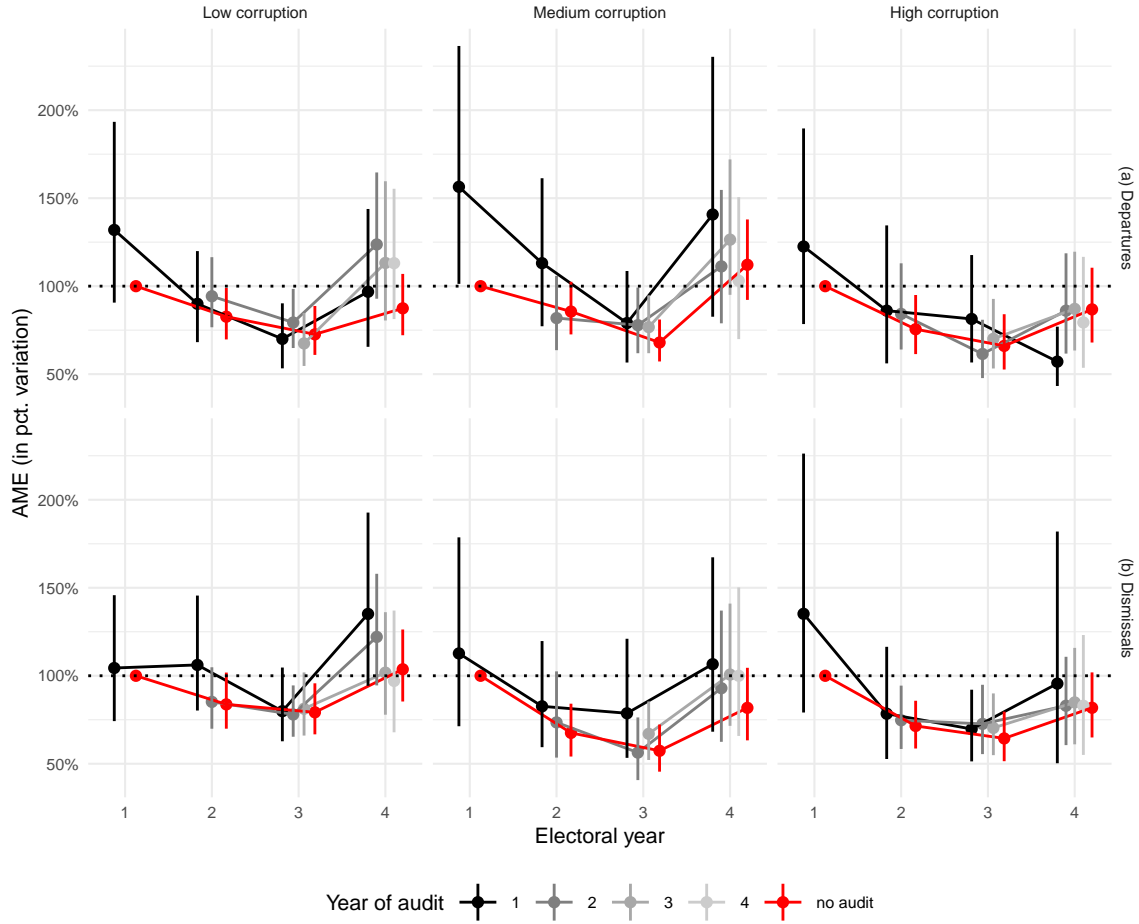 Low corruption
Medium corruption
High corruption
AME (in pct. variation)
200%
150%
100%
50%
(a) Departures
200%
150%
100%
50%
(b) Dismissals
1 2 3 4
1 2 3 4
1 2 3 4
Electoral year
Year of audit 1 2 3 4 no audit